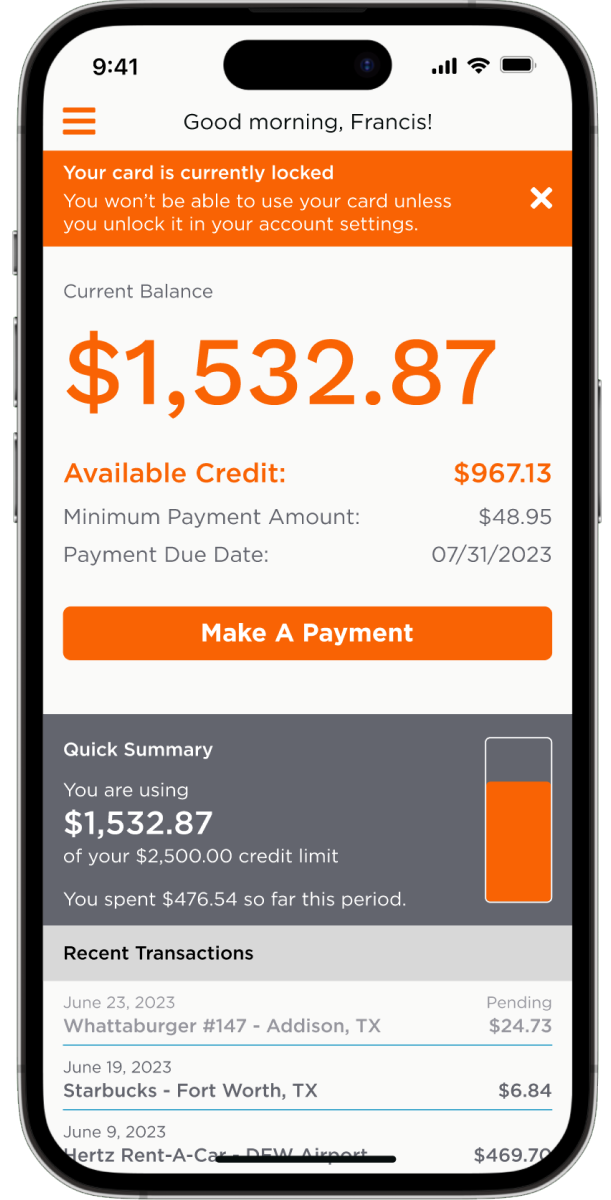 9:41
Good morning, Francis!
Your card is currently locked
You won't be able to use your card unless
you unlock it in your account settings.
Current Balance
$1,532.87
Available Credit: $967.13
Minimum Payment Amount: $48.95
Payment Due Date: 07/31/2023
Make A Payment
Quick Summary
You are using
$1,532.87
of your $2,500.00 credit limit
You spent $476.54 so far this period.
Recent Transactions
June 23, 2023 Pending
Whattaburger #147 - Addison, TX $24.73
June 19, 2023
Starbucks - Fort Worth, TX $6.84
June 9, 2023
Hertz Rent-A-Car - DFW Airport $469.70